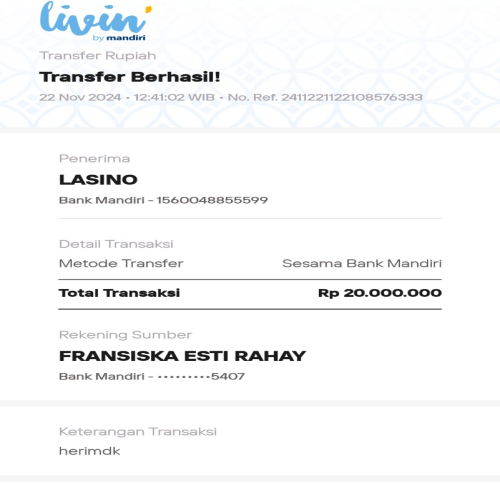 livin'
by mandiri
Transfer Rupiah
Transfer Berhasil!
22 Nov 2024 • 12:41:02 WIB • No. Ref. 2411221122108576333
Penerima
LASINO
Bank Mandiri - 1560048855599
Detail Transaksi
Metode Transfer Sesama Bank Mandiri
Total Transaksi Rp 20.000.000
Rekening Sumber
FRANSISKA ESTI RAHAY
Bank Mandiri - •••••••••5407
Keterangan Transaksi
herimdk